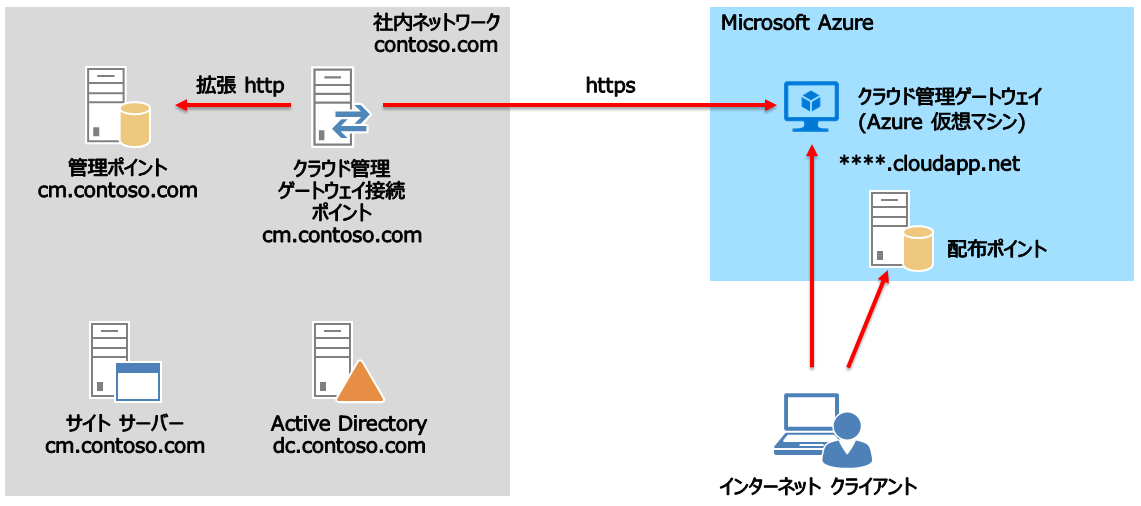 社内ネットワーク
contoso.com
拡張 http
管理ポイント
cm.contoso.com
クラウド管理
ゲートウェイ接続
ポイント
cm.contoso.com
サイト サーバー
cm.contoso.com
Active Directory
dc.contoso.com
https
Microsoft Azure
クラウド管理ゲートウェイ
(Azure 仮想マシン)
****.cloudapp.net
配布ポイント
インターネット クライアント